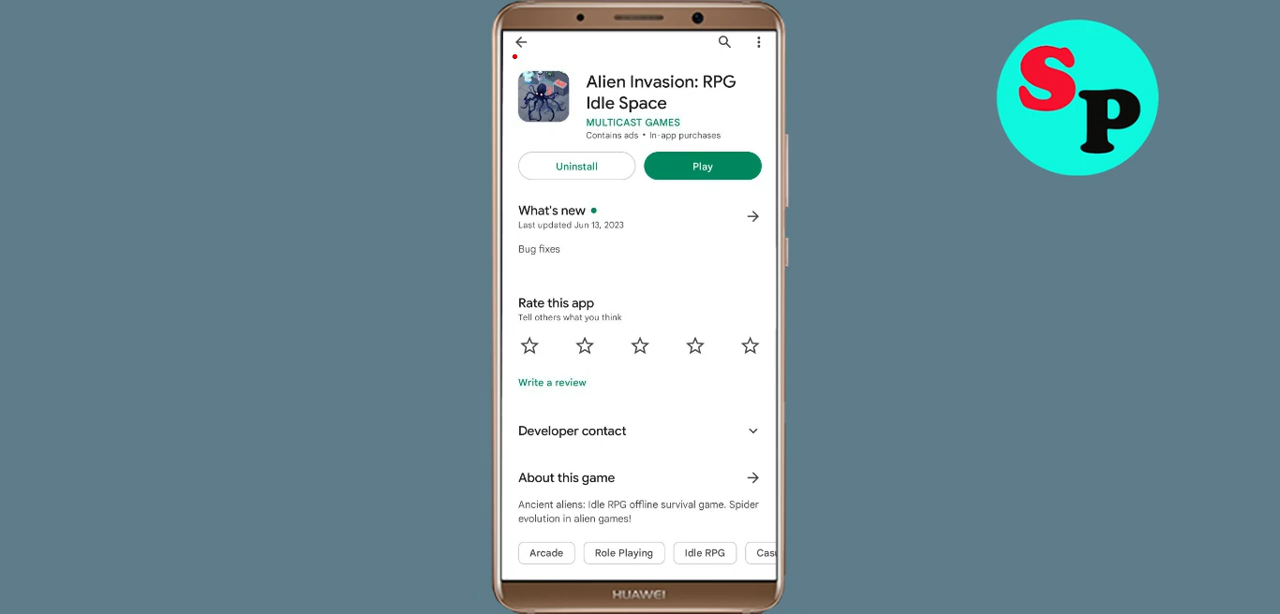 Alien Invasion: RPG
Idle Space
MULTICAST GAMES
Contains ads • In-app purchases
Uninstall
Play
What's new
Last updated Jun 13, 2023
Bug fixes
Rate this app
Tell others what you think
Write a review
Developer contact
About this game
Ancient aliens: Idle RPG offline survival game. Spider
evolution in alien games!
Arcade
Role Playing
Idle RPG
Cas
HUAWEI
SP